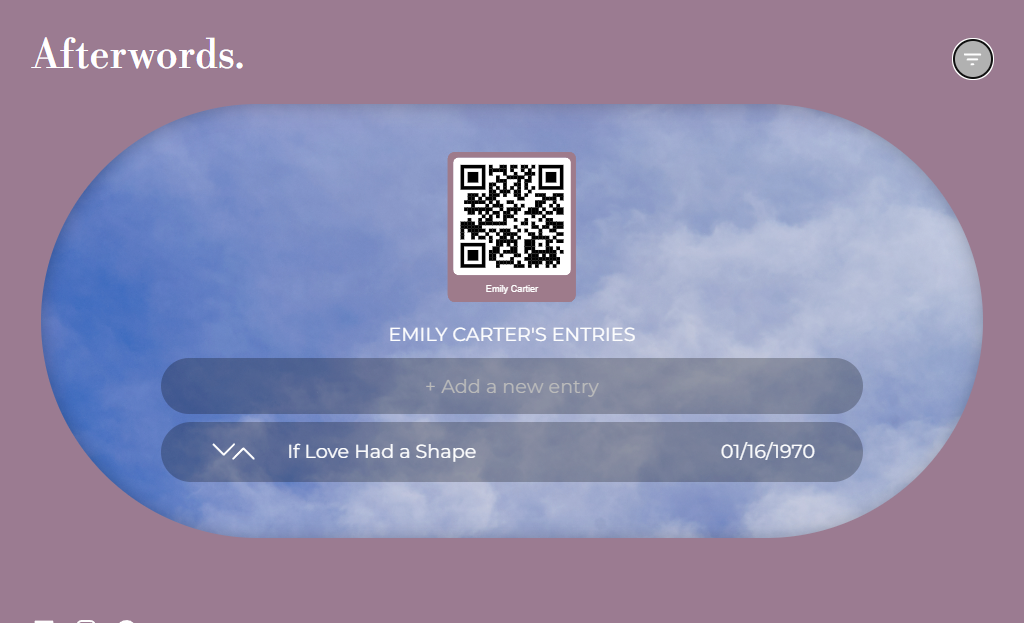 Afterwords.
Emily Cartier
EMILY CARTER'S ENTRIES
+ Add a new entry
If Love Had a Shape 01/16/1970